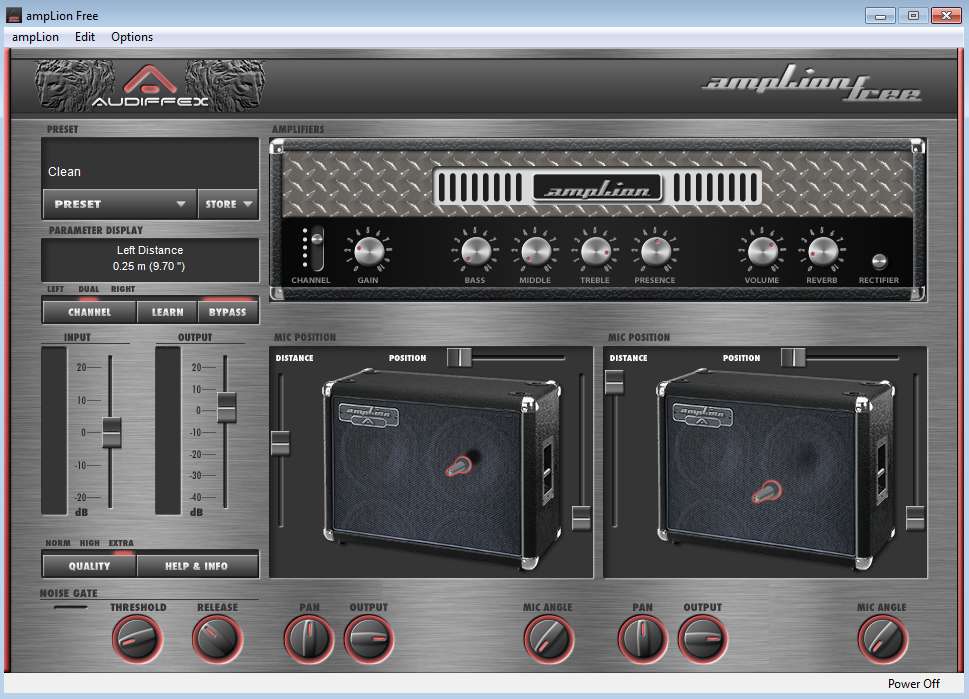 ampLion Free
ampLion Edit Options
AUDIFFEX
ampLion free
PRESET
Clean
PRESET STORE
PARAMETER DISPLAY
Left Distance
0.25 m (9.70 ")
LEFT DUAL RIGHT
CHANNEL LEARN BYPASS
INPUT OUTPUT
20
10
0
-10
-20
dB
20
10
0
-10
-20
-30
-40
dB
NORM HIGH EXTRA
QUALITY HELP & INFO
AMPLIFIERS
ampLion
CHANNEL GAIN BASS MIDDLE TREBLE PRESENCE VOLUME REVERB RECTIFIER
MIC POSITION
DISTANCE POSITION
ampLion
MIC POSITION
DISTANCE POSITION
ampLion
NOISE GATE
THRESHOLD RELEASE PAN OUTPUT MIC ANGLE PAN OUTPUT MIC ANGLE
Power Off